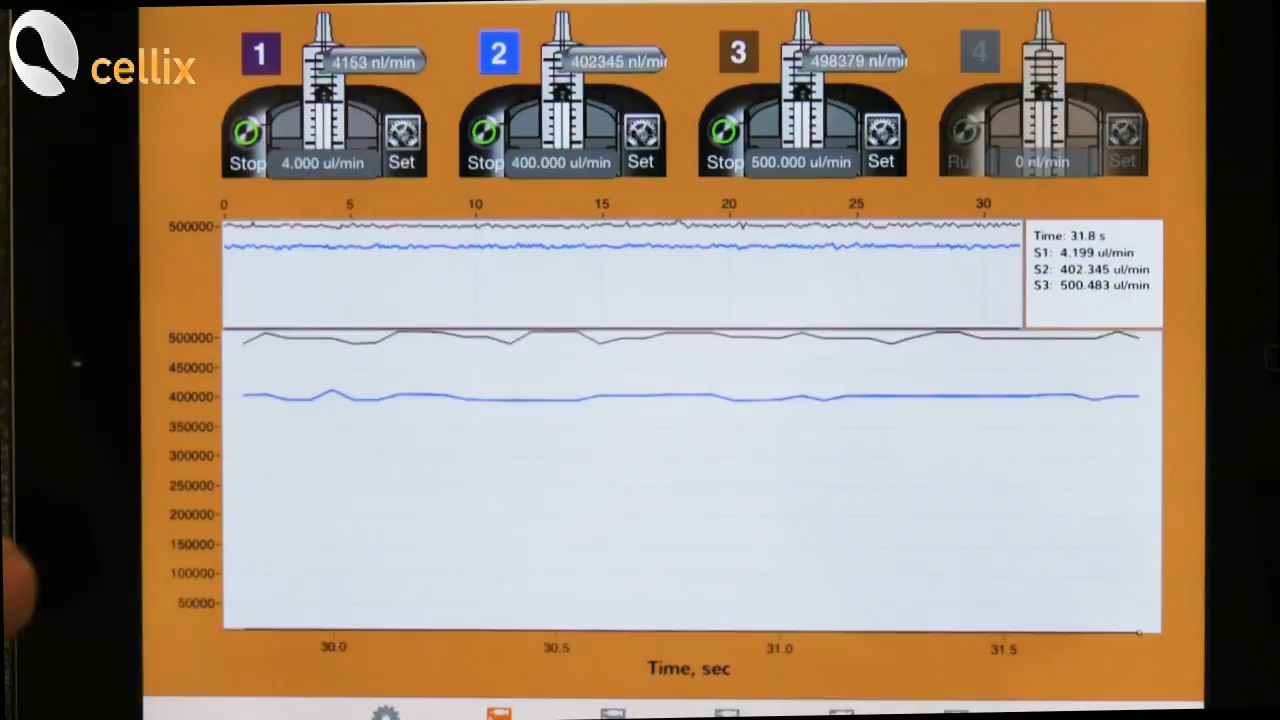 cellix
1 4153 nl/min
2 402345 nl/mi
3 498379 nl/mi
4
Stop 4.000 ul/min Set
Stop 400.000 ul/min Set
Stop 500.000 ul/min Set
Ru 0 nl/min Set
0 5 10 15 20 25 30
500000
Time: 31.8 s
S1: 4.199 ul/min
S2: 402.345 ul/min
S3: 500.483 ul/min
500000
450000
400000
350000
300000
250000
200000
150000
100000
50000
30.0 30.5 31.0 31.5
Time, sec